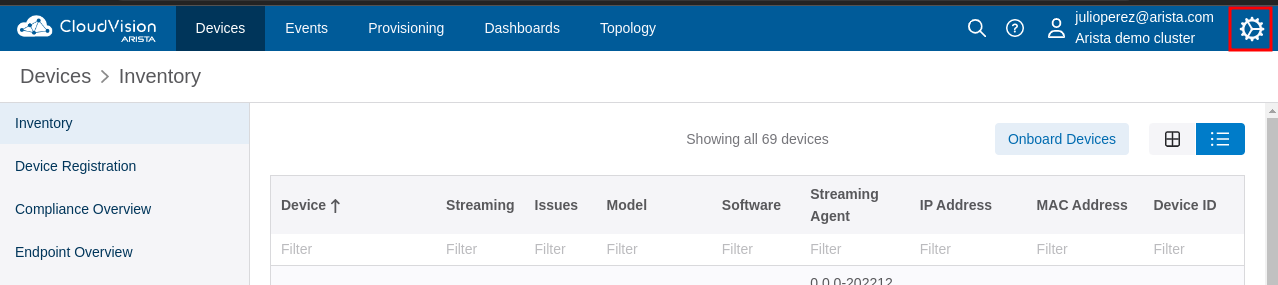 CloudVision
ARISTA
Devices
Events
Provisioning
Dashboards
Topology
julioperez@arista.com
Arista demo cluster
Devices > Inventory
Inventory
Device Registration
Compliance Overview
Endpoint Overview
Showing all 69 devices
Onboard Devices
Device ↑ Streaming Issues Model Software Streaming Agent IP Address MAC Address Device ID
Filter Filter Filter Filter Filter Filter Filter Filter Filter
0.0.0-202212